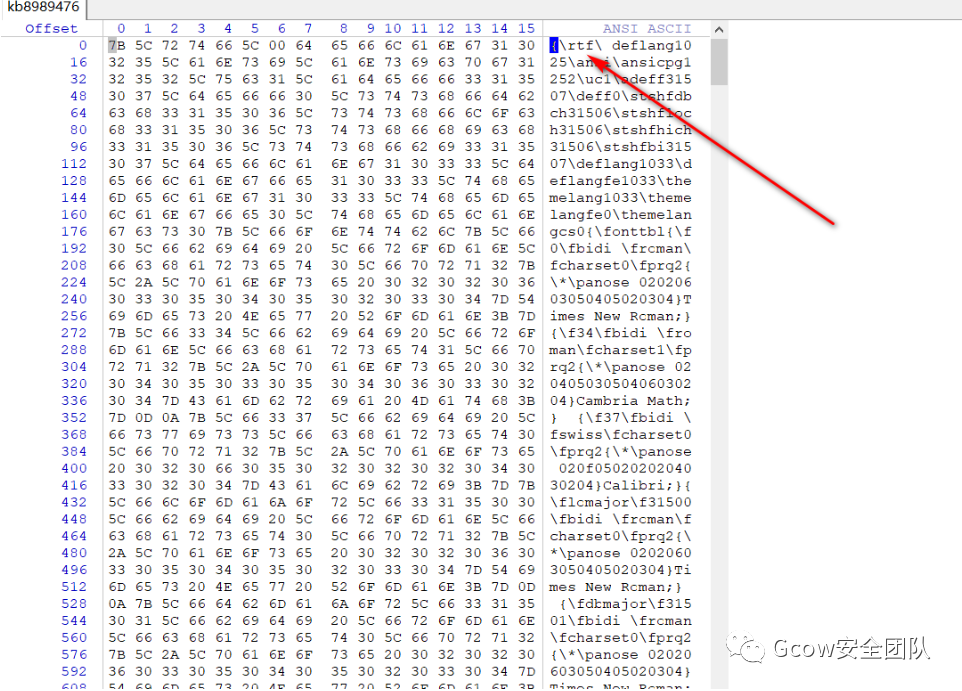 kb8989476
Offset 0 1 2 3 4 5 6 7 8 9 10 11 12 13 14 15 ANSI ASCII
0 7B 5C 72 74 66 5C 00 64 65 66 6C 61 6E 67 31 30 {\rtf\ deflang10
16 32 35 5C 61 6E 73 69 5C 61 6E 73 69 63 70 67 31 25\ansi\ansicpg1
32 32 35 32 5C 75 63 31 5C 61 64 65 66 66 33 31 35 252\uc1\adeff315
48 30 37 5C 64 65 66 66 30 5C 73 74 73 68 66 64 62 07\deff0\stshfdb
64 63 68 33 31 35 30 36 5C 73 74 73 68 66 6C 6F 63 ch31506\stshfloc
80 68 33 31 35 30 36 5C 73 74 73 68 66 68 69 63 68 h31506\stshfhich
96 33 31 35 30 36 5C 73 74 73 68 66 62 69 33 31 35 31506\stshfbi315
112 30 37 5C 64 65 66 6C 61 6E 67 31 30 33 33 5C 64 07\deflang1033\d
128 65 66 6C 61 6E 67 66 65 31 30 33 33 5C 74 68 65 eflangfe1033\the
144 6D 65 6C 61 6E 67 31 30 33 33 5C 74 68 65 6D 65 melang1033\theme
160 6C 61 6E 67 66 65 30 5C 74 68 65 6D 65 6C 61 6E langfe0\themelan
176 67 63 73 30 7B 5C 66 6F 6E 74 74 62 6C 7B 5C 66 gcs0{\fonttbl{\f
192 30 5C 66 62 69 64 69 20 5C 66 72 6F 6D 61 6E 5C 0\fbidi \froman\
208 66 63 68 61 72 73 65 74 30 5C 66 70 72 71 32 7B fcharset0\fprq2{
224 5C 2A 5C 70 61 6E 6F 73 65 20 30 32 30 32 30 36 \*\panose 020206
240 30 33 30 35 30 34 30 35 30 32 30 33 30 34 7D 54 03050405020304}T
256 69 6D 65 73 20 4E 65 77 20 52 6F 6D 61 6E 3B 7D imes New Roman;}
272 7B 5C 66 33 34 5C 66 62 69 64 69 20 5C 66 72 6F {\f34\fbidi \fro
288 6D 61 6E 5C 66 63 68 61 72 73 65 74 31 5C 66 70 man\fcharset1\fp
304 72 71 32 7B 5C 2A 5C 70 61 6E 6F 73 65 20 30 32 rq2{\*\panose 02
320 30 34 30 35 30 33 30 35 30 34 30 36 30 33 30 32 0405030504060302
336 30 34 7D 43 61 6D 62 72 69 61 20 4D 61 74 68 3B 04}Cambria Math;
352 7D 0D 0A 7B 5C 66 33 37 5C 66 62 69 64 69 20 5C } {\f37\fbidi \
368 66 73 77 69 73 73 5C 66 63 68 61 72 73 65 74 30 fswiss\fcharset0
384 5C 66 70 72 71 32 7B 5C 2A 5C 70 61 6E 6F 73 65 \fprq2{\*\panose
400 20 30 32 30 66 30 35 30 32 30 32 30 32 30 34 30 020f05020202040
416 33 30 32 30 34 7D 43 61 6C 69 62 72 69 3B 7D 7B 30204}Calibri;}{
432 5C 66 6C 6F 6D 61 6A 6F 72 5C 66 33 31 35 30 30 \flomajor\f31500
448 5C 66 62 69 64 69 20 5C 66 72 6F 6D 61 6E 5C 66 \fbidi \froman\f
464 63 68 61 72 73 65 74 30 5C 66 70 72 71 32 7B 5C charset0\fprq2{\
480 2A 5C 70 61 6E 6F 73 65 20 30 32 30 32 30 36 30 *\panose 0202060
496 33 30 35 30 34 30 35 30 32 30 33 30 34 7D 54 69 3050405020304}Ti
512 6D 65 73 20 4E 65 77 20 52 6F 6D 61 6E 3B 7D 0D mes New Roman;}
528 0A 7B 5C 66 64 62 6D 61 6A 6F 72 5C 66 33 31 35 {\fdbmajor\f315
544 30 31 5C 66 62 69 64 69 20 5C 66 72 6F 6D 61 6E 01\fbidi \froman
560 5C 66 63 68 61 72 73 65 74 30 5C 66 70 72 71 32 \fcharset0\fprq2
576 7B 5C 2A 5C 70 61 6E 6F 73 65 20 30 32 30 32 30 {\*\panose 02020
592 36 30 33 30 35 30 34 30 35 30 32 30 33 30 34 7D 603050405020304}
608 54 69 6D 65 73 20 4E 65 77 20 52 6F 6D 61 6E 3B Times New Roman;
Gcow安全团队